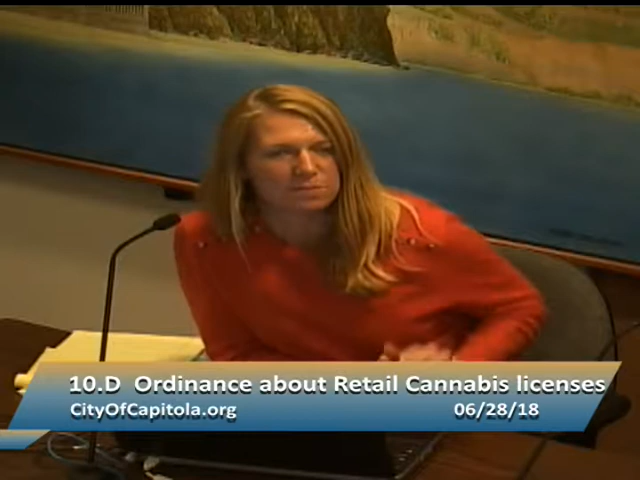 10.D Ordinance about Retail Cannabis licenses
CityOfCapitola.org 06/28/18